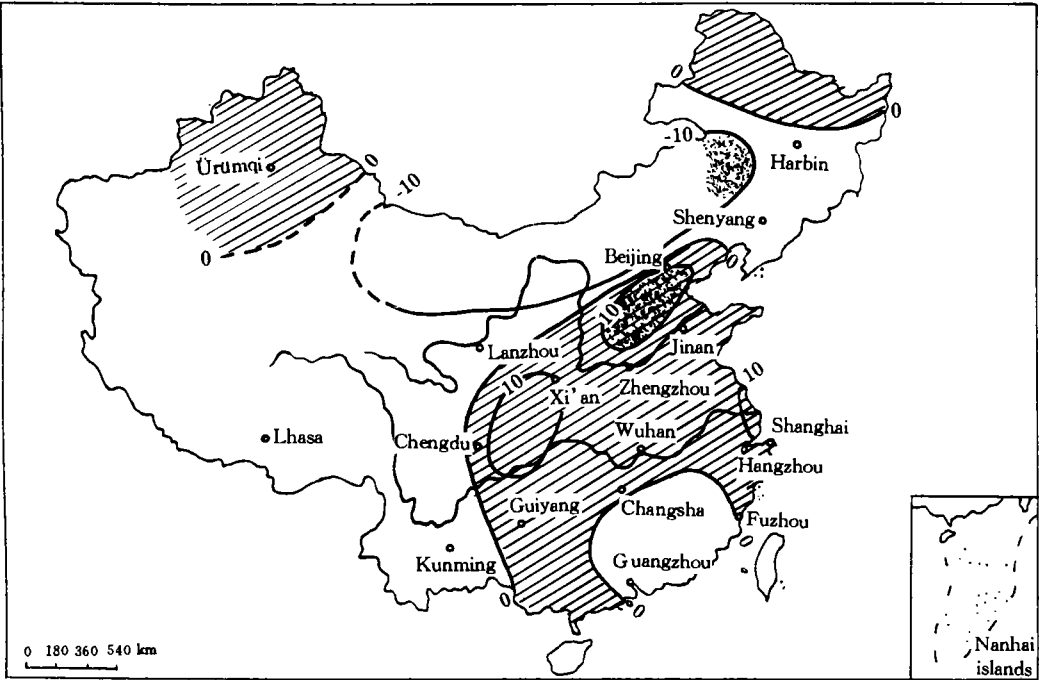 0
0
-10
Harbin
Ürümqi
0
-10
Shenyang
0
Beijing
0
10
Jinan
Lanzhou
10
Xi'an
Zhengzhou
10
Lhasa
Chengdu
Wuhan
Shanghai
Hangzhou
Guiyang
Changsha
Fuzhou
Kunming
Guangzhou
0
0
0 180 360 540 km
Nanhai
islands